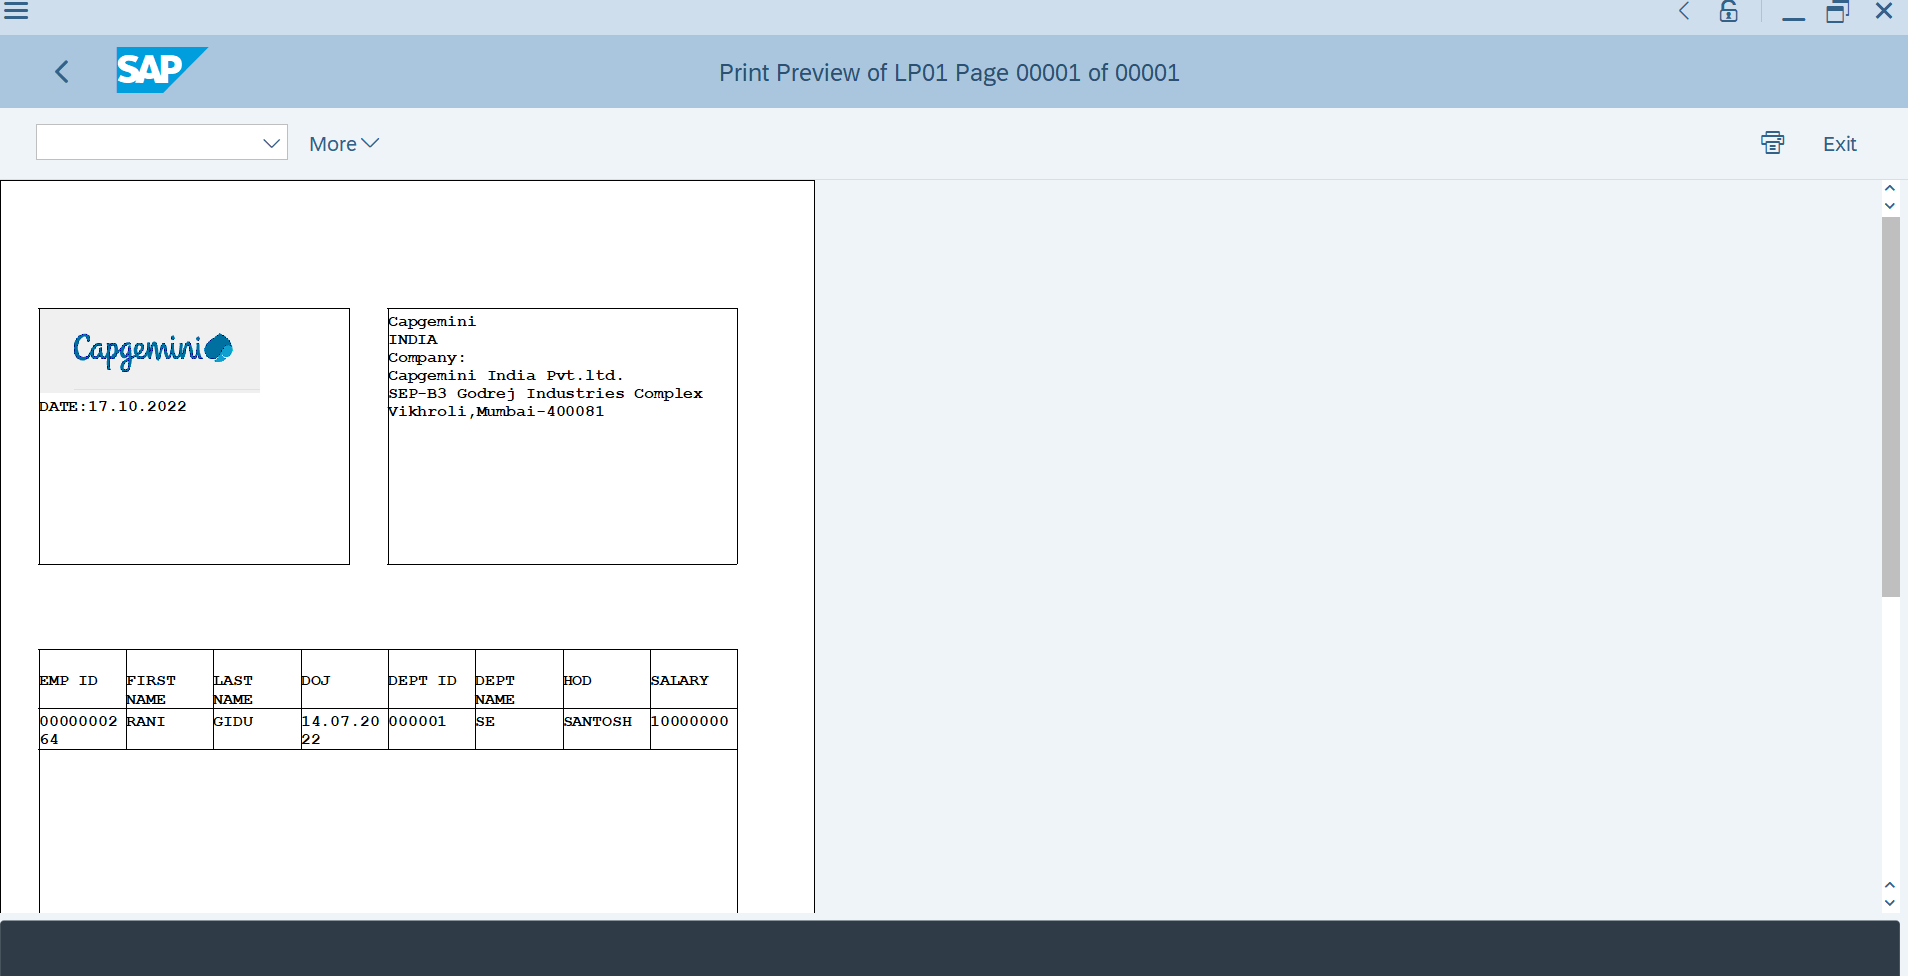 SAP
Print Preview of LP01 Page 00001 of 00001
More
Exit
Capgemini
DATE:17.10.2022
Capgemini
INDIA
Company:
Capgemini India Pvt.ltd.
SEP-B3 Godrej Industries Complex
Vikhroli,Mumbai-400081
EMP ID FIRST LAST DOJ DEPT ID DEPT HOD SALARY
NAME NAME NAME
00000002 RANI GIDU 14.07.20 000001 SE SANTOSH 10000000
64 22